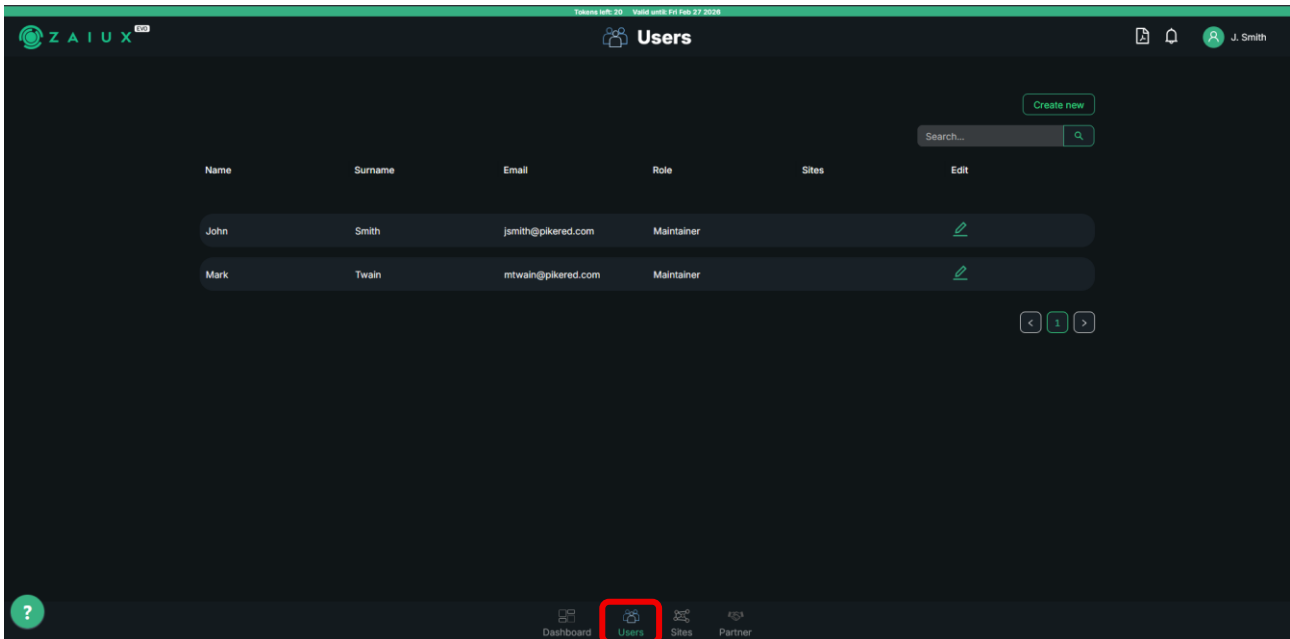 Tokens left: 20 Valid until: Fri Feb 27 2026
ZAIUX EVO
Users
J. Smith
Create new
Search...
Name Surname Email Role Sites Edit
John Smith jsmith@pikered.com Maintainer
Mark Twain mtwain@pikered.com Maintainer
< 1 >
?
Dashboard Users Sites Partner